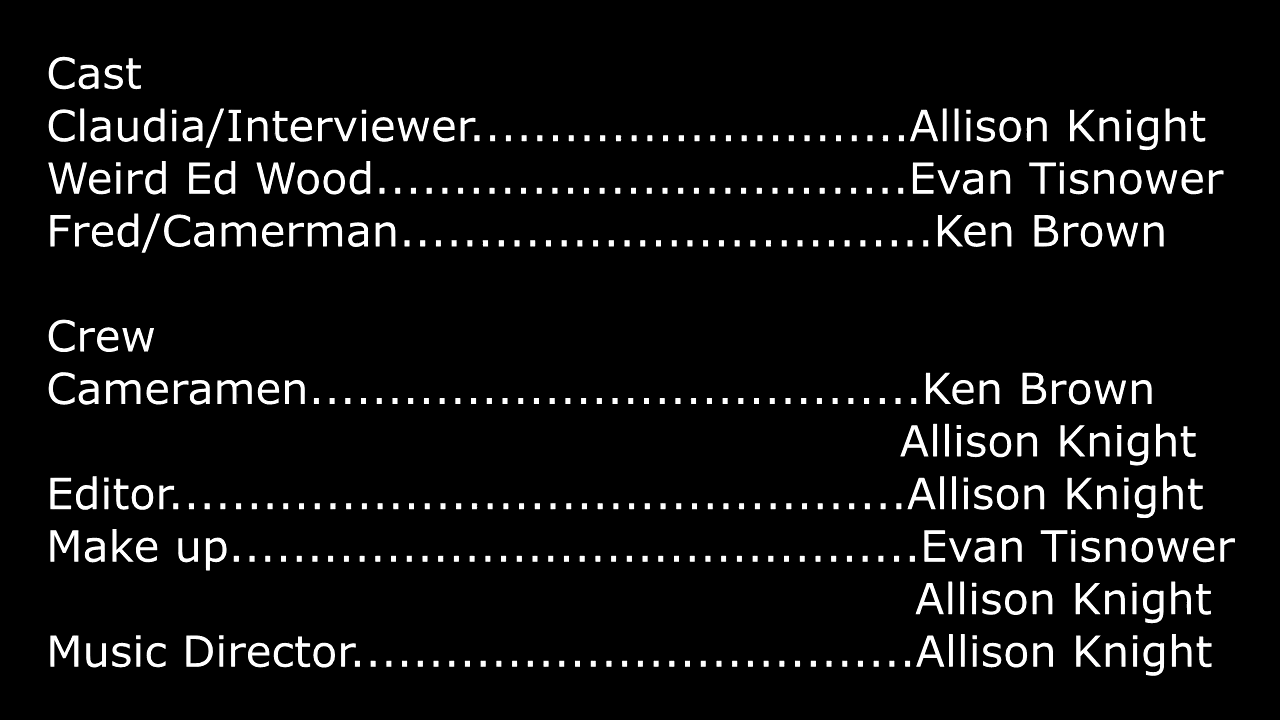 Cast
Claudia/Interviewer............................Allison Knight
Weird Ed Wood..................................Evan Tisnower
Fred/Camerman..................................Ken Brown
Crew
Cameramen.......................................Ken Brown
Allison Knight
Editor...............................................Allison Knight
Make up............................................Evan Tisnower
Allison Knight
Music Director....................................Allison Knight